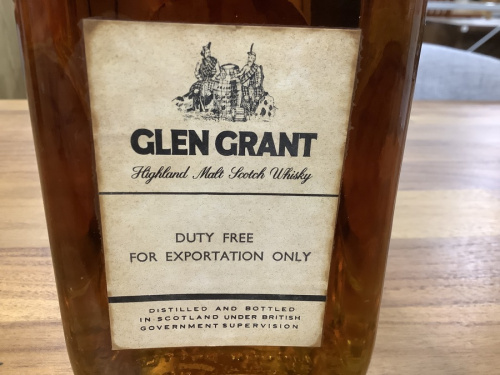 GLEN GRANT
Highland Malt Scotch Whisky
DUTY FREE
FOR EXPORTATION ONLY
DISTILLED AND BOTTLED
IN SCOTLAND UNDER BRITISH
GOVERNMENT SUPERVISION